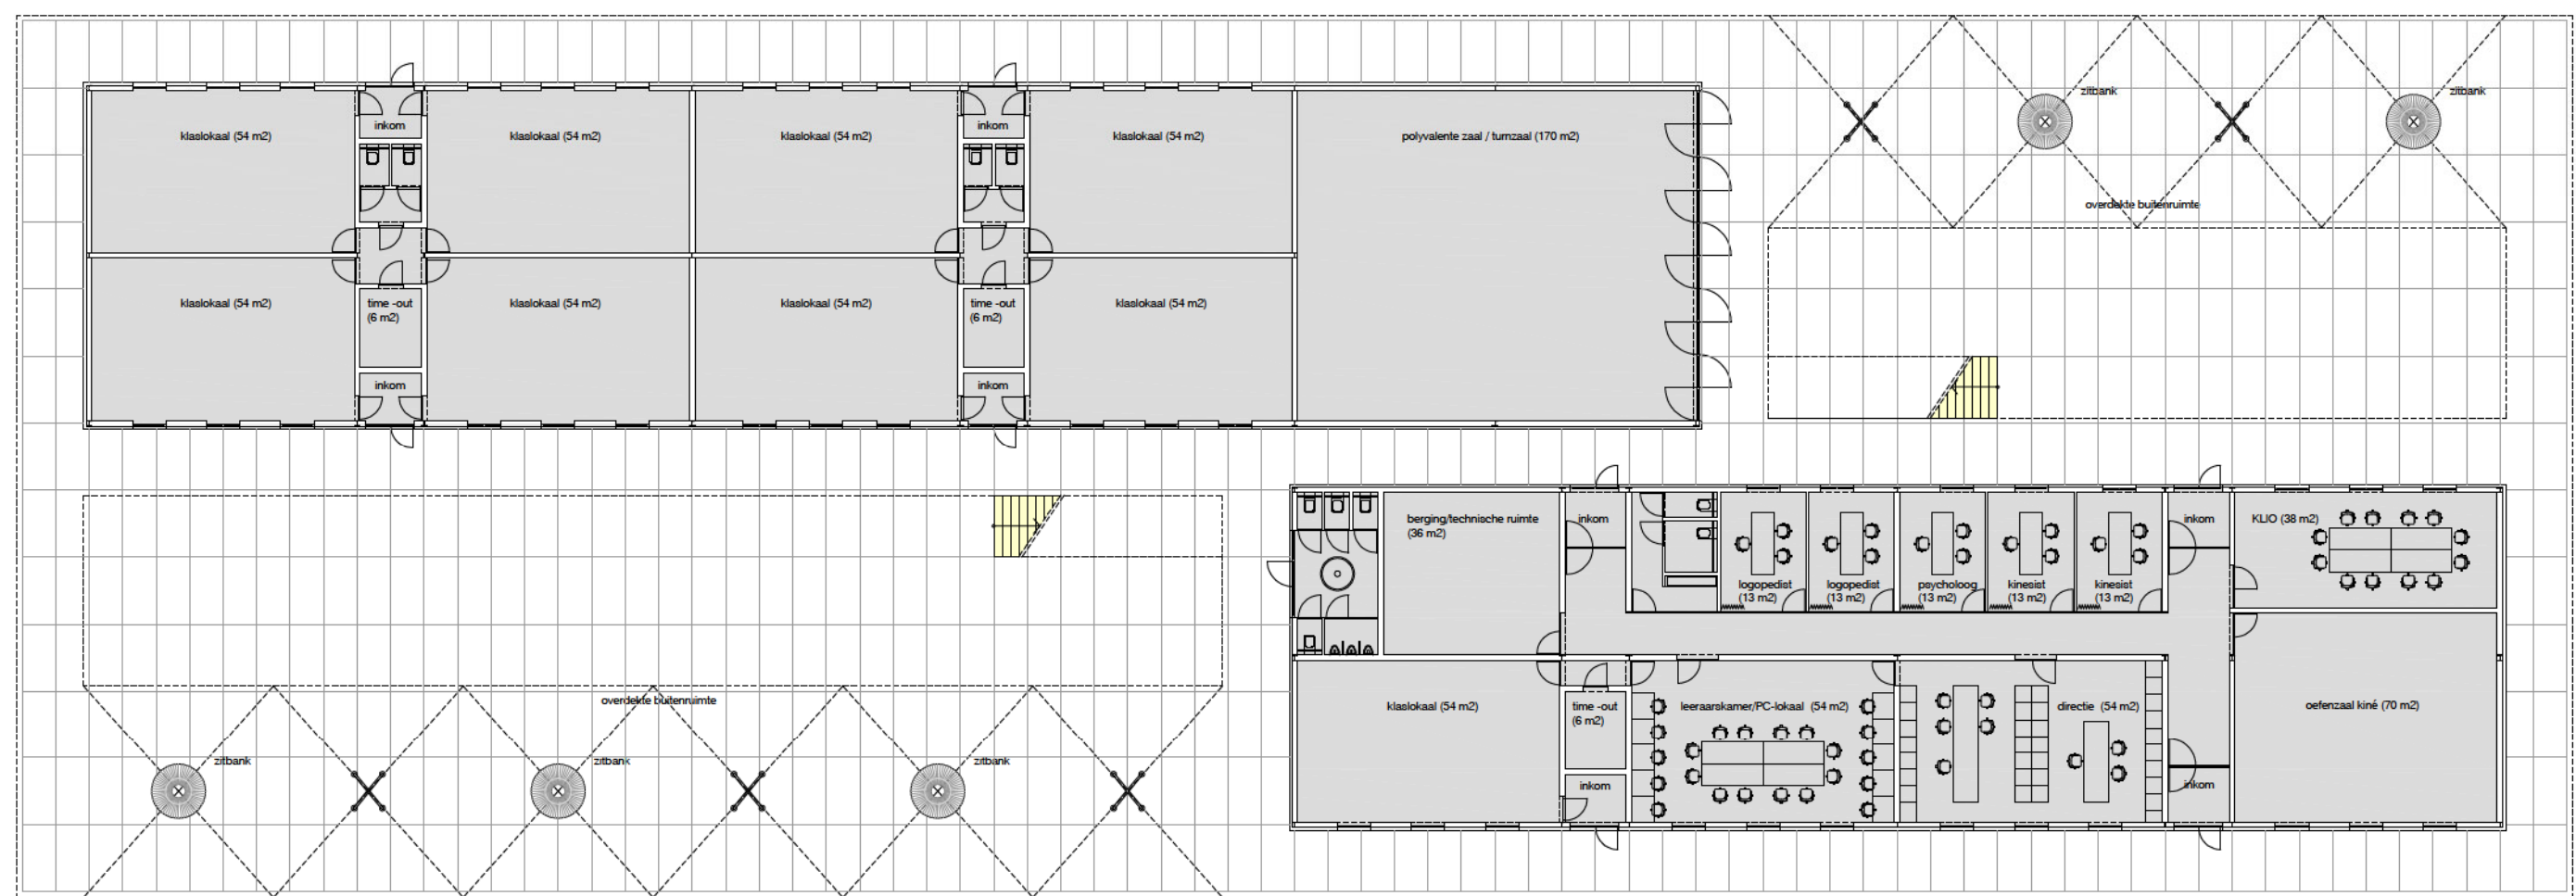 zitbank
zitbank
klaslokaal (54 m2)
inkom
klaslokaal (54 m2)
klaslokaal (54 m2)
inkom
klaslokaal (54 m2)
polyvalente zaal / turnzaal (170 m2)
overdekte buitenruimte
klaslokaal (54 m2)
time -out
(6 m2)
klaslokaal (54 m2)
klaslokaal (54 m2)
time -out
(6 m2)
klaslokaal (54 m2)
inkom
inkom
berging/technische ruimte
(36 m2)
inkom
logopedist
(13 m2)
logopedist
(13 m2)
psycholoog
(13 m2)
kinesist
(13 m2)
kinesist
(13 m2)
inkom
KLIO (38 m2)
overdekte buitenruimte
klaslokaal (54 m2)
time -out
(6 m2)
leeraarskamer/PC-lokaal (54 m2)
directie (54 m2)
oefenzaal kiné (70 m2)
zitbank
zitbank
zitbank
inkom
inkom